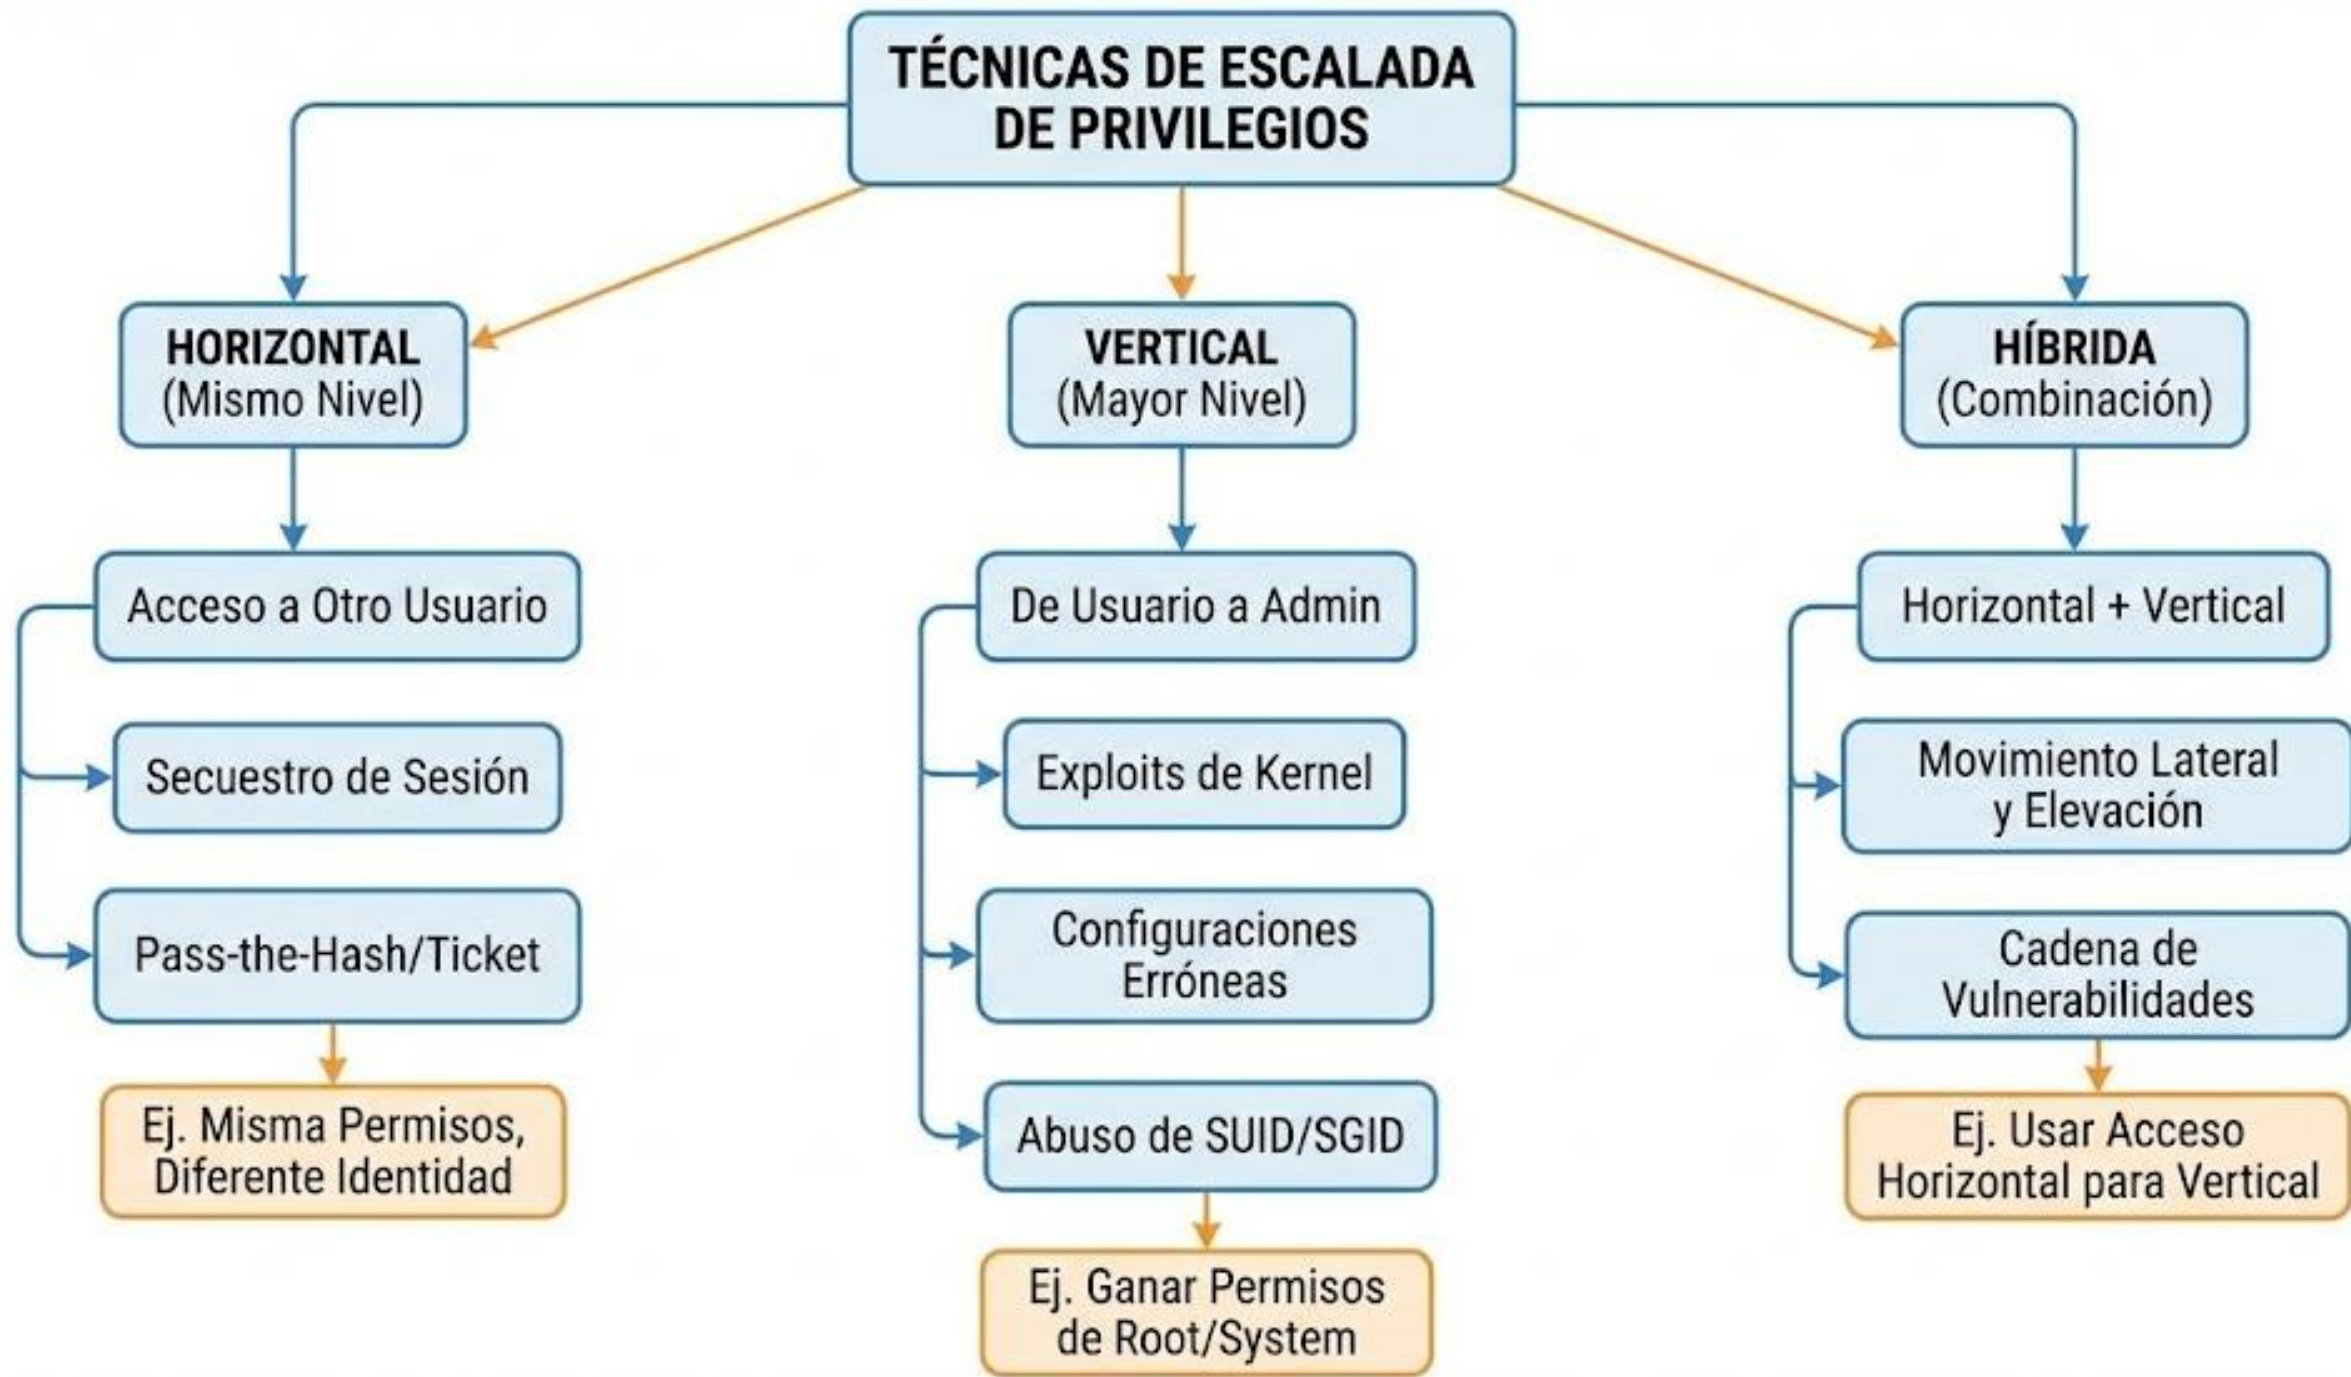 TÉCNICAS DE ESCALADA
DE PRIVILEGIOS
HORIZONTAL
(Mismo Nivel)
Acceso a Otro Usuario
Secuestro de Sesión
Pass-the-Hash/Ticket
Ej. Misma Permisos,
Diferente Identidad
VERTICAL
(Mayor Nivel)
De Usuario a Admin
Exploits de Kernel
Configuraciones
Erróneas
Abuso de SUID/SGID
Ej. Ganar Permisos
de Root/System
HÍBRIDA
(Combinación)
Horizontal + Vertical
Movimiento Lateral
y Elevación
Cadena de
Vulnerabilidades
Ej. Usar Acceso
Horizontal para Vertical